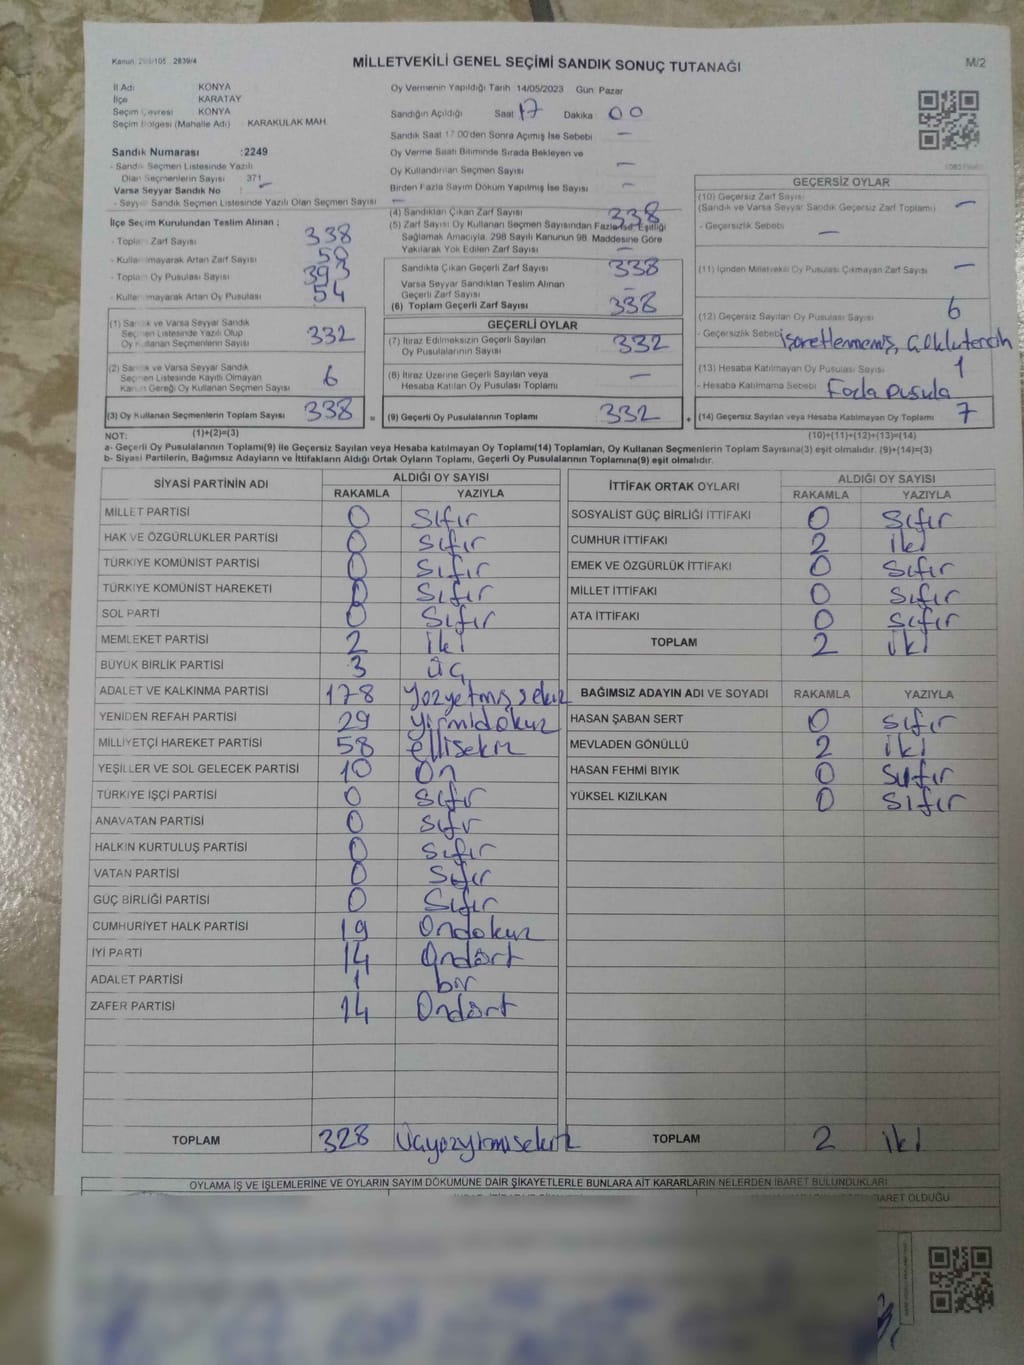 Kanun: 298/105 2839/4
MİLLETVEKİLİ GENEL SEÇİMİ SANDIK SONUÇ TUTANAĞI
M/2
İl Adı KONYA
İlçe KARATAY
Seçim Çevresi KONYA
Seçim Bölgesi (Mahalle Adı) KARAKULAK MAH.
Sandık Numarası :2249
- Sandık Seçmen Listesinde Yazılı
Olan Seçmenlerin Sayısı 371
Varsa Seyyar Sandık No : –
- Seyyar Sandık Seçmen Listesinde Yazılı Olan Seçmen Sayısı –
Oy Vermenin Yapıldığı Tarih 14/05/2023 Gün Pazar
Sandığın Açıldığı Saat 17 Dakika 00
Sandık Saat 17:00'den Sonra Açımış İse Sebebi –
Oy Verme Saati Bitiminde Sırada Bekleyen ve
Oy Kullandırılan Seçmen Sayısı –
Birden Fazla Sayım Döküm Yapılmış İse Sayısı –
İlçe Seçim Kurulundan Teslim Alınan ;
- Toplam Zarf Sayısı 338
- Kullanılmayarak Artan Zarf Sayısı 50
- Toplam Oy Pusulası Sayısı 393
- Kullanılmayarak Artan Oy Pusulası 54
(1) Sandık ve Varsa Seyyar Sandık
Seçmen Listesinde Yazılı Olup
Oy Kullanan Seçmenlerin Sayısı 332
(2) Sandık ve Varsa Seyyar Sandık
Seçmen Listesinde Kayıtlı Olmayan
Kanun Gereği Oy Kullanan Seçmen Sayısı 6
(3) Oy Kullanan Seçmenlerin Toplam Sayısı 338 =
(1)+(2)=(3)
(4) Sandıktan Çıkan Zarf Sayısı 338
(5) Zarf Sayısı Oy Kullanan Seçmen Sayısından Fazla İse, Eşitliği
Sağlamak Amacıyla, 298 Sayılı Kanunun 98. Maddesine Göre
Yakılarak Yok Edilen Zarf Sayısı –
Sandıkta Çıkan Geçerli Zarf Sayısı 338
Varsa Seyyar Sandıktan Teslim Alınan
Geçerli Zarf Sayısı –
(6) Toplam Geçerli Zarf Sayısı 338
GEÇERLİ OYLAR
(7) İtiraz Edilmeksizin Geçerli Sayılan
Oy Pusulalarının Sayısı 332
(8) İtiraz Üzerine Geçerli Sayılan veya
Hesaba Katılan Oy Pusulası Toplamı –
(9) Geçerli Oy Pusulalarının Toplamı 332 +
GEÇERSİZ OYLAR
(10) Geçersiz Zarf Sayısı
(Sandık ve Varsa Seyyar Sandık Geçersiz Zarf Toplamı) –
- Geçersizlik Sebebi –
(11) İçinden Milletvekili Oy Pusulası Çıkmayan Zarf Sayısı –
(12) Geçersiz Sayılan Oy Pusulası Sayısı 6
- Geçersizlik Sebebi
(13) Hesaba Katılmayan Oy Pusulası Sayısı 1
- Hesaba Katılmama Sebebi Fazla pusula
(14) Geçersiz Sayılan veya Hesaba Katılmayan Oy Toplamı 7
(10)+(11)+(12)+(13)=(14)
NOT:
a- Geçerli Oy Pusulalarının Toplamı(9) ile Geçersiz Sayılan veya Hesaba katılmayan Oy Toplamı(14) Toplamları, Oy Kullanan Seçmenlerin Toplam Sayısına(3) eşit olmalıdır. (9)+(14)=(3)
b- Siyasi Partilerin, Bağımsız Adayların ve İttifakların Aldığı Ortak Oyların Toplamı, Geçerli Oy Pusulalarının Toplamına(9) eşit olmalıdır.
SİYASİ PARTİNİN ADI ALDIĞI OY SAYISI
RAKAMLA YAZIYLA
MİLLET PARTİSİ 0 Sıfır
HAK VE ÖZGÜRLÜKLER PARTİSİ 0 Sıfır
TÜRKİYE KOMÜNİST PARTİSİ 0 Sıfır
TÜRKİYE KOMÜNİST HAREKETİ 0 Sıfır
SOL PARTİ 0 Sıfır
MEMLEKET PARTİSİ 2 iki
BÜYÜK BİRLİK PARTİSİ 3 üç
ADALET VE KALKINMA PARTİSİ 178 yüzyetmişsekiz
YENİDEN REFAH PARTİSİ 29 yirmidokuz
MİLLİYETÇİ HAREKET PARTİSİ 58 ellisekiz
YEŞİLLER VE SOL GELECEK PARTİSİ 10 On
TÜRKİYE İŞÇİ PARTİSİ 0 Sıfır
ANAVATAN PARTİSİ 0 Sıfır
HALKIN KURTULUŞ PARTİSİ 0 Sıfır
VATAN PARTİSİ 0 Sıfır
GÜÇ BİRLİĞİ PARTİSİ 0 Sıfır
CUMHURİYET HALK PARTİSİ 19 Ondokuz
İYİ PARTİ 14 Ondört
ADALET PARTİSİ 1 bir
ZAFER PARTİSİ 14 Ondört
TOPLAM 328 Üçyüzyirmisekiz
İTTİFAK ORTAK OYLARI ALDIĞI OY SAYISI
RAKAMLA YAZIYLA
SOSYALİST GÜÇ BİRLİĞİ İTTİFAKI 0 Sıfır
CUMHUR İTTİFAKI 2 iki
EMEK VE ÖZGÜRLÜK İTTİFAKI 0 Sıfır
MİLLET İTTİFAKI 0 Sıfır
ATA İTTİFAKI 0 Sıfır
TOPLAM 2 iki
BAĞIMSIZ ADAYIN ADI VE SOYADI RAKAMLA YAZIYLA
HASAN ŞABAN SERT 0 Sıfır
MEVLADEN GÖNÜLLÜ 2 iki
HASAN FEHMİ BIYIK 0 Sıfır
YÜKSEL KIZILKAN 0 Sıfır
TOPLAM 2 iki
OYLAMA İŞ VE İŞLEMLERİNE VE OYLARIN SAYIM DÖKÜMÜNE DAİR ŞİKAYETLERLE BUNLARA AİT KARARLARIN NELERDEN İBARET BULUNDUKLARI
OLDUĞU